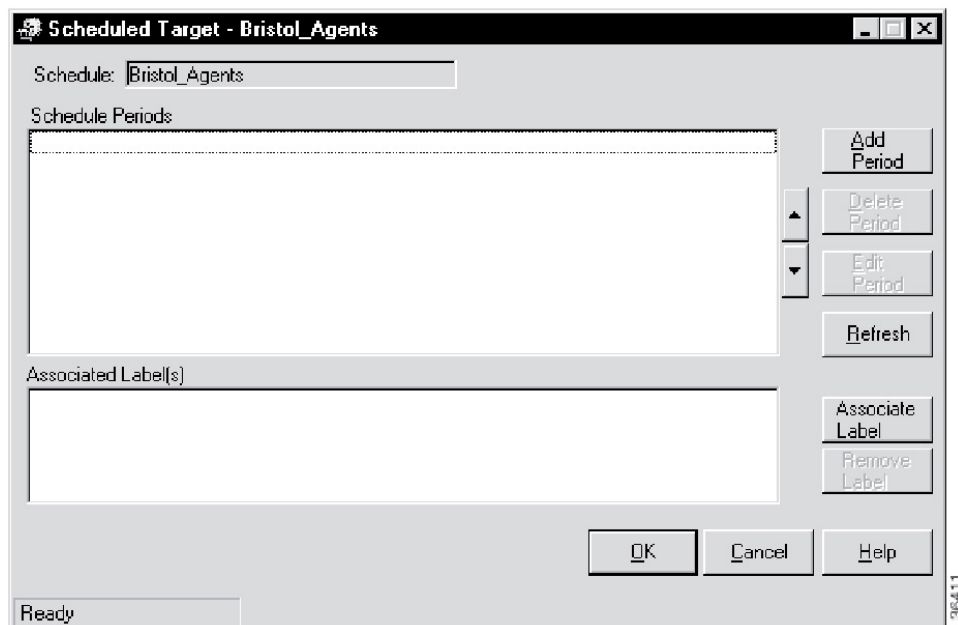 Scheduled Target - Bristol_Agents
Schedule: Bristol_Agents
Schedule Periods
Add
Period
Delete
Period
Edit
Period
Refresh
Associated Label(s)
Associate
Label
Remove
Label
OK
Cancel
Help
Ready
36411